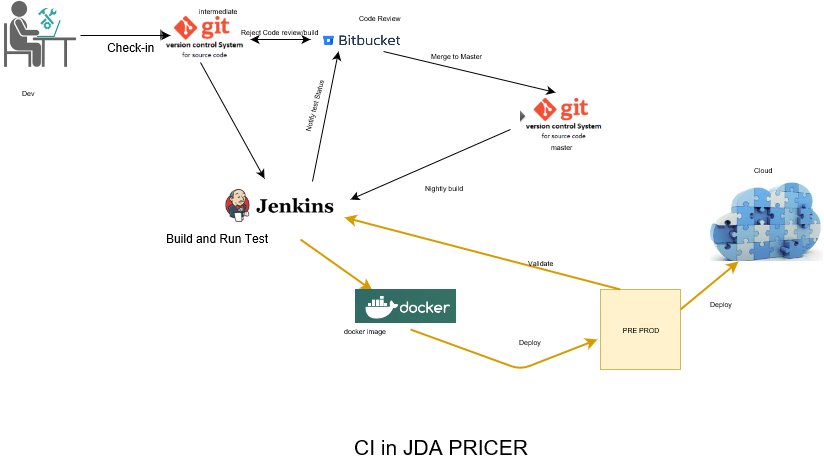 intermediate
git
version control System
for source code
Check-in
Dev
Reject Code review/build
Code Review
Bitbucket
Merge to Master
Notify test Status
git
version control System
for source code
master
Nightly build
Jenkins
Build and Run Test
Cloud
Validate
docker
docker image
Deploy
PRE PROD
Deploy
CI in JDA PRICER